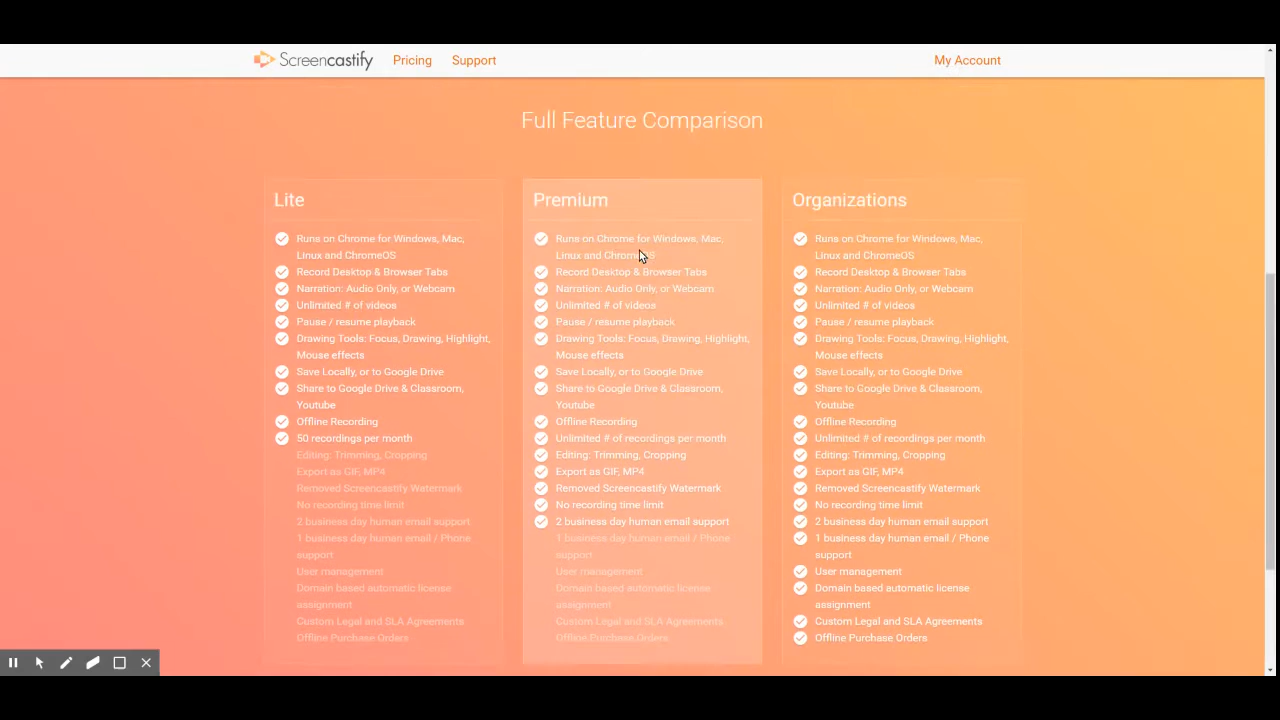 Screencastify Pricing Support My Account
Full Feature Comparison
Lite
Runs on Chrome for Windows, Mac,
Linux and ChromeOS
Record Desktop & Browser Tabs
Narration: Audio Only, or Webcam
Unlimited # of videos
Pause / resume playback
Drawing Tools: Focus, Drawing, Highlight,
Mouse effects
Save Locally, or to Google Drive
Share to Google Drive & Classroom,
Youtube
Offline Recording
50 recordings per month
Editing: Trimming, Cropping
Export as GIF, MP4
Removed Screencastify Watermark
No recording time limit
2 business day human email support
1 business day human email / Phone
support
User management
Domain based automatic license
assignment
Custom Legal and SLA Agreements
Offline Purchase Orders
Premium
Runs on Chrome for Windows, Mac,
Linux and ChromeOS
Record Desktop & Browser Tabs
Narration: Audio Only, or Webcam
Unlimited # of videos
Pause / resume playback
Drawing Tools: Focus, Drawing, Highlight,
Mouse effects
Save Locally, or to Google Drive
Share to Google Drive & Classroom,
Youtube
Offline Recording
Unlimited # of recordings per month
Editing: Trimming, Cropping
Export as GIF, MP4
Removed Screencastify Watermark
No recording time limit
2 business day human email support
1 business day human email / Phone
support
User management
Domain based automatic license
assignment
Custom Legal and SLA Agreements
Offline Purchase Orders
Organizations
Runs on Chrome for Windows, Mac,
Linux and ChromeOS
Record Desktop & Browser Tabs
Narration: Audio Only, or Webcam
Unlimited # of videos
Pause / resume playback
Drawing Tools: Focus, Drawing, Highlight,
Mouse effects
Save Locally, or to Google Drive
Share to Google Drive & Classroom,
Youtube
Offline Recording
Unlimited # of recordings per month
Editing: Trimming, Cropping
Export as GIF, MP4
Removed Screencastify Watermark
No recording time limit
2 business day human email support
1 business day human email / Phone
support
User management
Domain based automatic license
assignment
Custom Legal and SLA Agreements
Offline Purchase Orders